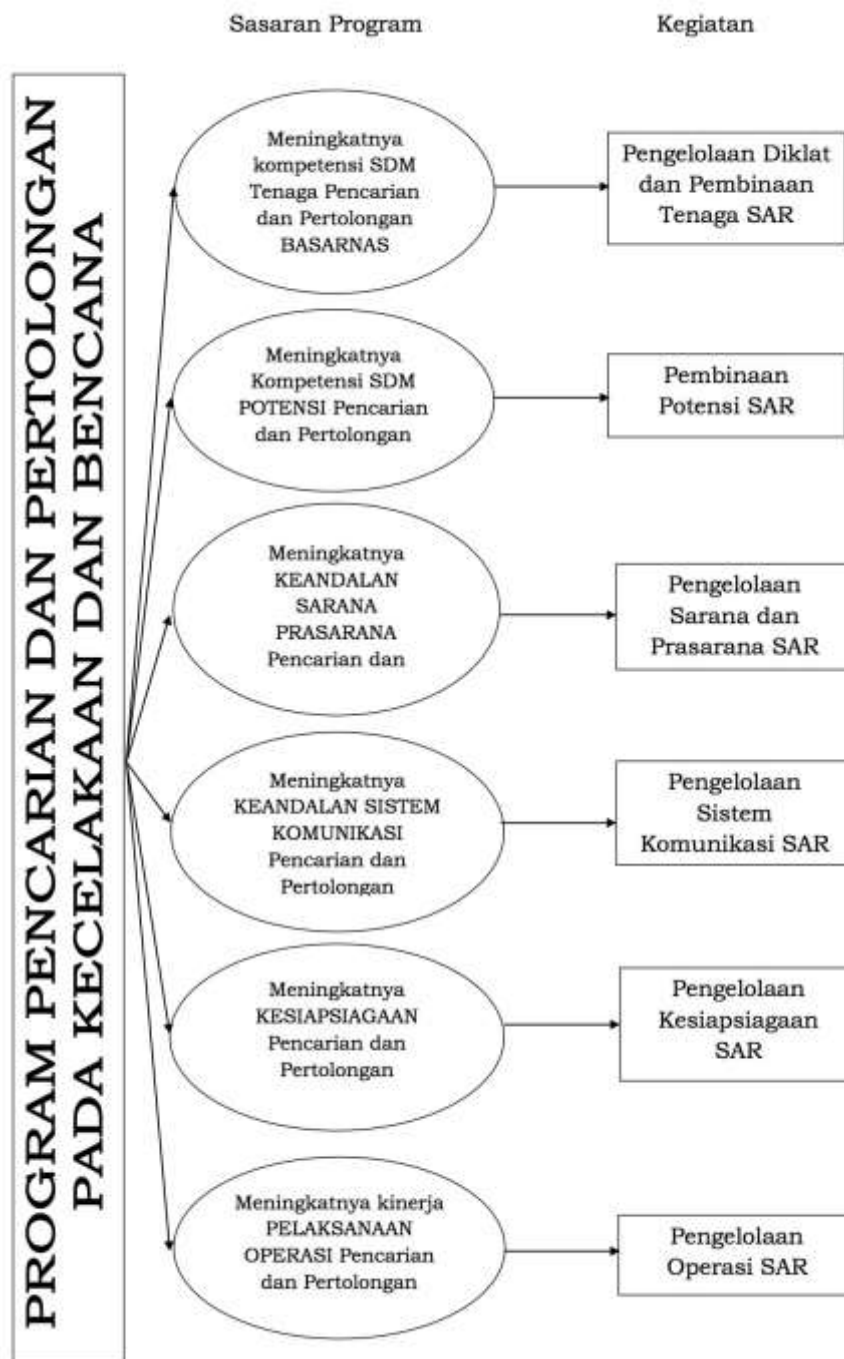 Sasaran Program
Kegiatan
PROGRAM PENCARIAN DAN PERTOLONGAN
PADA KECELAKAAN DAN BENCANA
Meningkatnya
kompetensi SDM
Tenaga Pencarian
dan Pertolongan
BASARNAS
Pengelolaan Diklat
dan Pembinaan
Tenaga SAR
Meningkatnya
Kompetensi SDM
POTENSI Pencarian
dan Pertolongan
Pembinaan
Potensi SAR
Meningkatnya
KEANDALAN
SARANA
PRASARANA
Pencarian dan
Pengelolaan
Sarana dan
Prasarana SAR
Meningkatnya
KEANDALAN SISTEM
KOMUNIKASI
Pencarian dan
Pertolongan
Pengelolaan
Sistem
Komunikasi SAR
Meningkatnya
KESIAPSIAGAAN
Pencarian dan
Pertolongan
Pengelolaan
Kesiapsiagaan
SAR
Meningkatnya kinerja
PELAKSANAAN
OPERASI Pencarian
dan Pertolongan
Pengelolaan
Operasi SAR